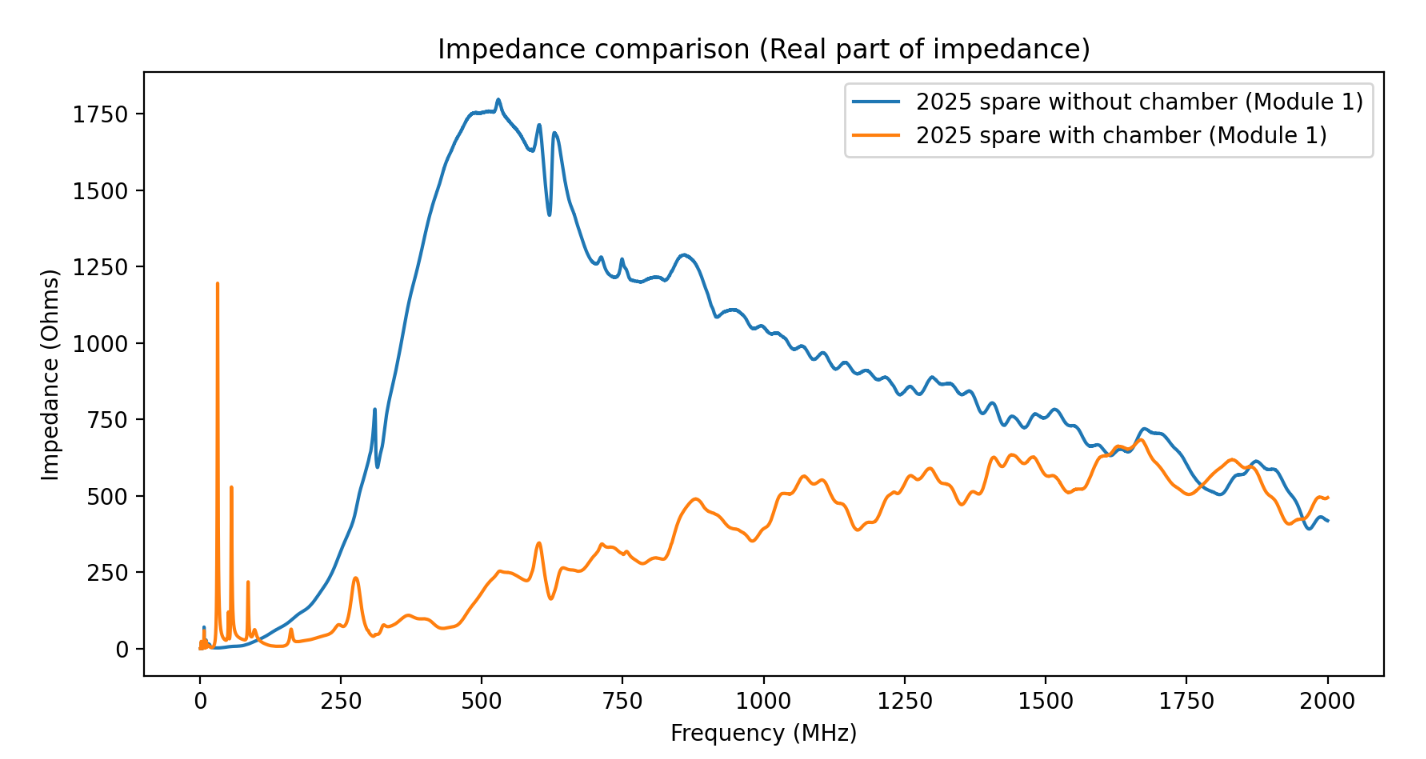 Impedance comparison (Real part of impedance)
2025 spare without chamber (Module 1)
2025 spare with chamber (Module 1)
Impedance (Ohms)
1750
1500
1250
1000
750
500
250
0
0 250 500 750 1000 1250 1500 1750 2000
Frequency (MHz)